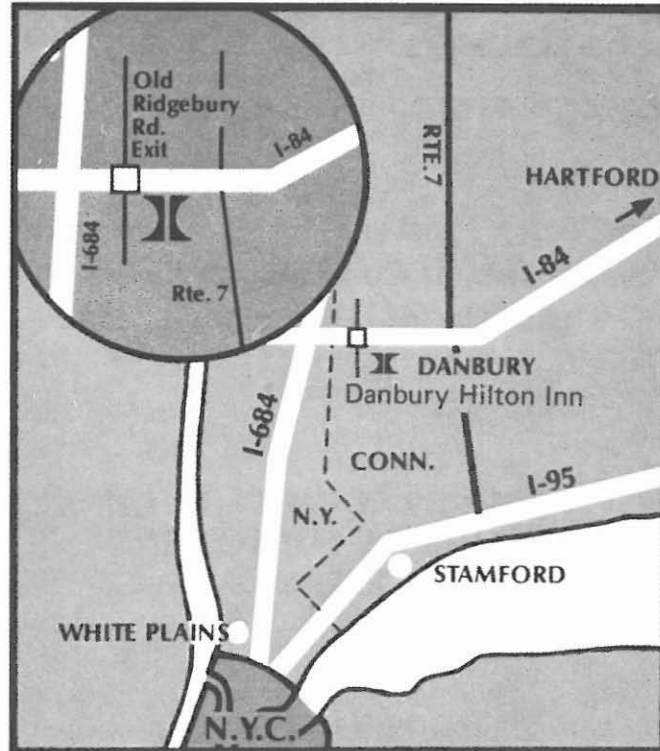 Old
Ridgebury
Rd.
Exit
I-84
I-684
Rte. 7
RTE. 7
HARTFORD
I-84
DANBURY
Danbury Hilton Inn
I-684
CONN.
I-95
N.Y.
STAMFORD
WHITE PLAINS
N.Y.C.